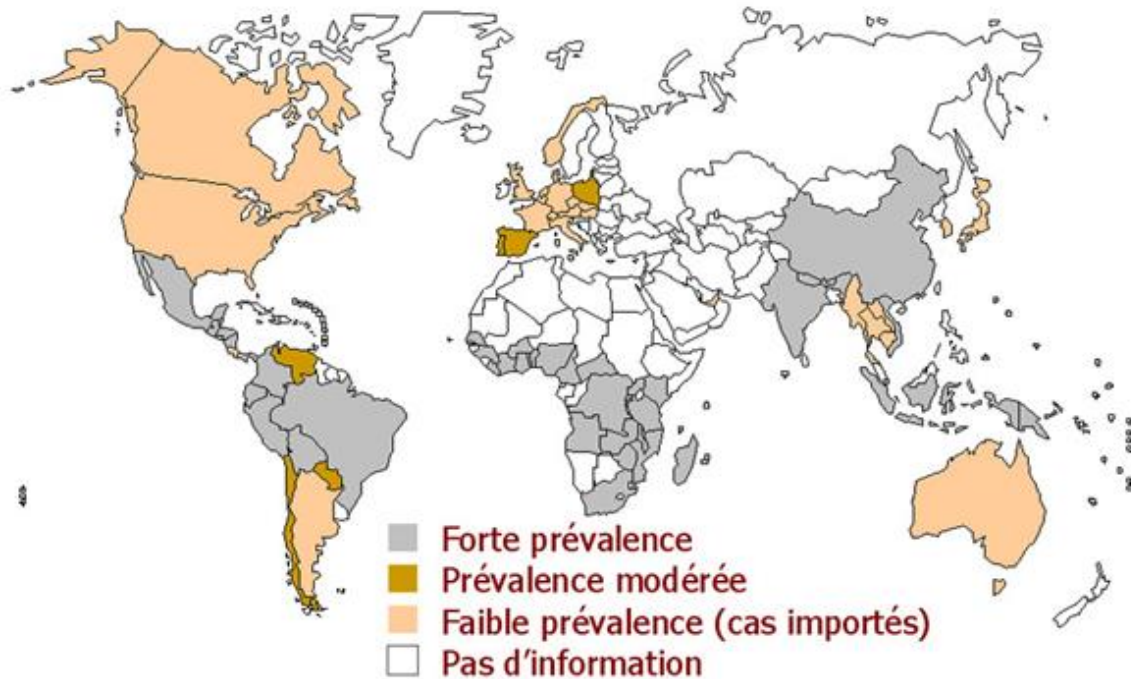 Forte prévalence
Prévalence modérée
Faible prévalence (cas importés)
Pas d'information